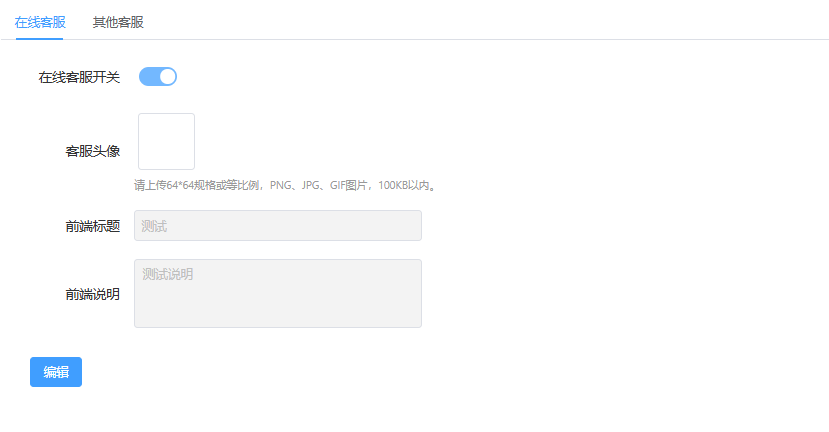 在线客服 其他客服
在线客服开关
客服头像
请上传64*64规格或等比例，PNG、JPG、GIF图片，100KB以内。
前端标题 测试
前端说明 测试说明
编辑